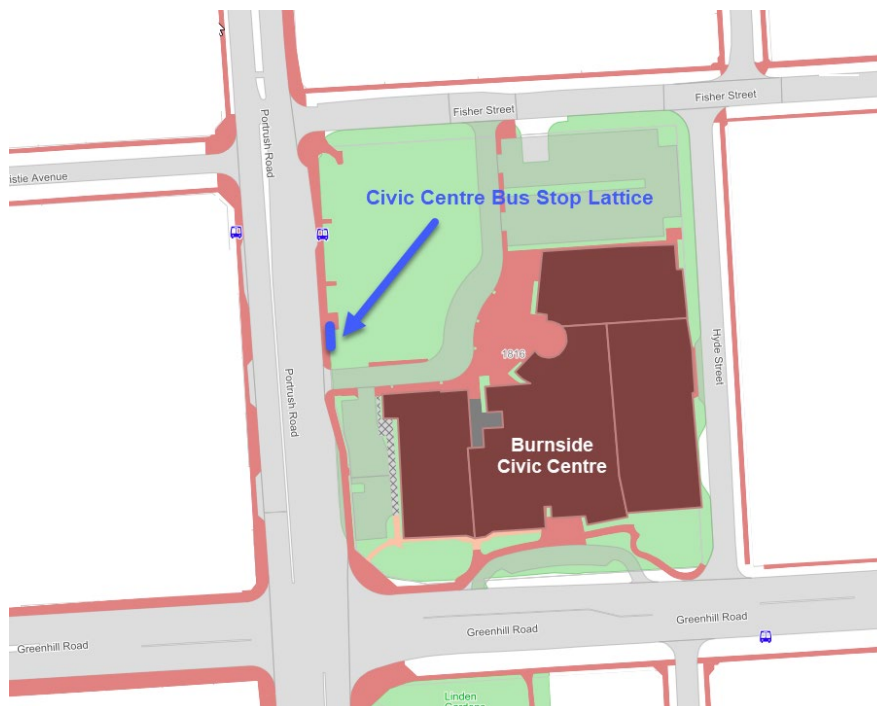 Fisher Street
Fisher Street
Portrush Road
istie Avenue
Civic Centre Bus Stop Lattice
Hyde Street
1816
Portrush Road
Burnside
Civic Centre
Greenhill Road
Greenhill Road
Greenhill Road
Linden